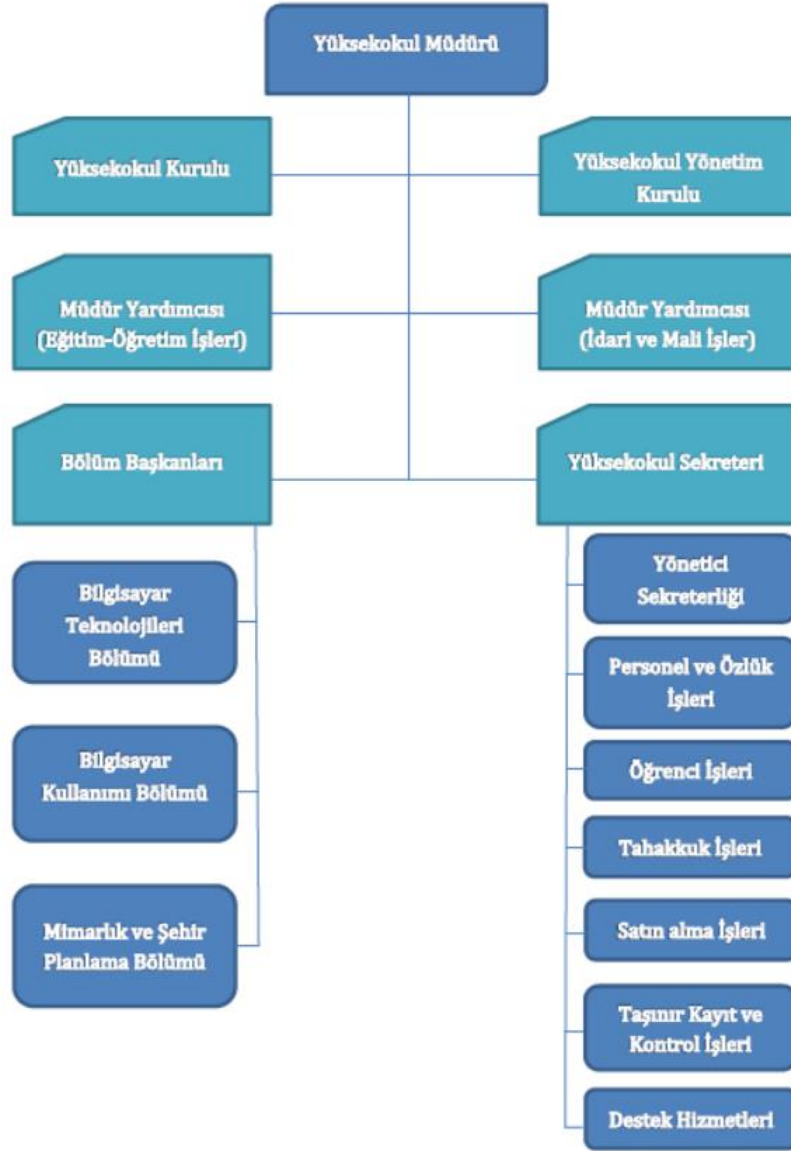 Yüksekokul Müdürü
Yüksekokul Kurulu
Yüksekokul Yönetim
Kurulu
Müdür Yardımcısı
(Eğitim-Öğretim İşleri)
Müdür Yardımcısı
(İdari ve Mali İşler)
Bölüm Başkanları
Yüksekokul Sekreteri
Bilgisayar
Teknolojileri
Bölümü
Bilgisayar
Kullanımı Bölümü
Mimarlık ve Şehir
Planlama Bölümü
Yönetici
Sekreterliği
Personel ve Özlük
İşleri
Öğrenci İşleri
Tahakkuk İşleri
Satın alma İşleri
Taşınır Kayıt ve
Kontrol İşleri
Destek Hizmetleri